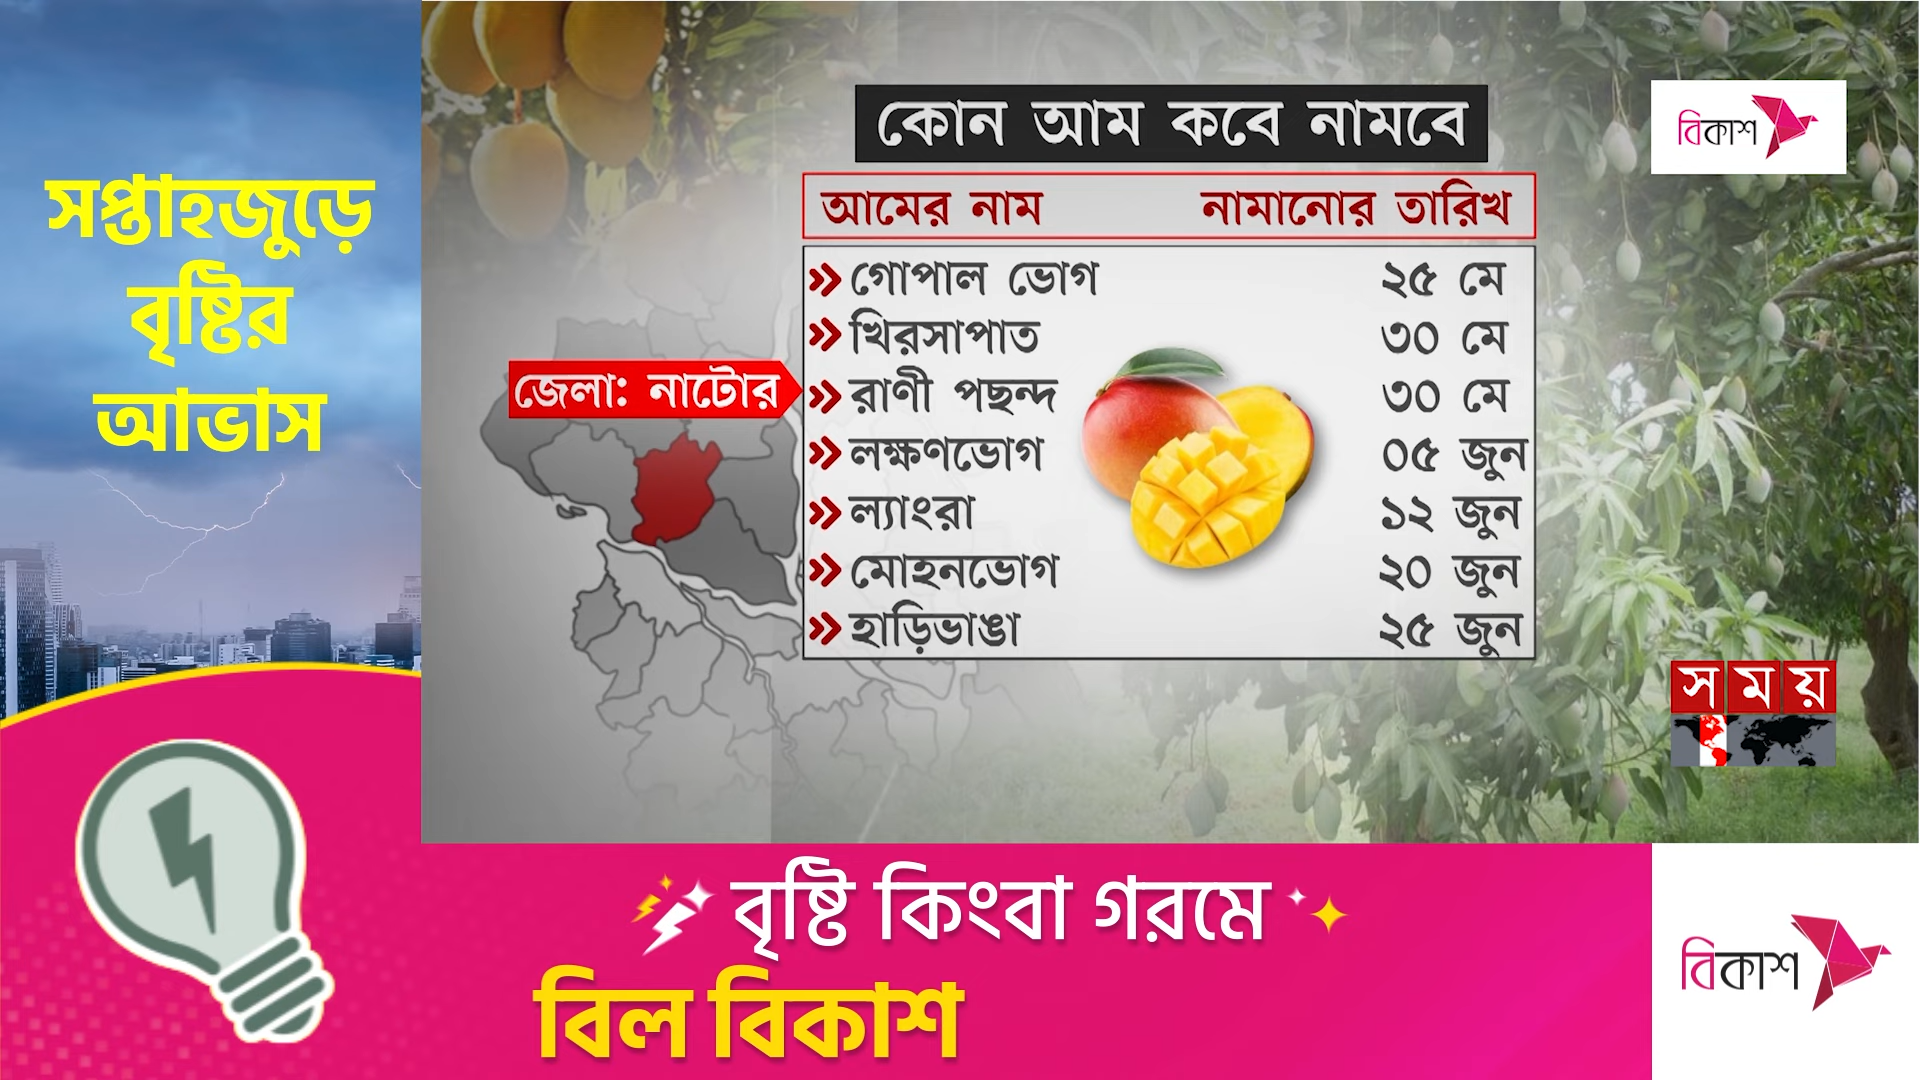 সপ্তাহজুড়ে
বৃষ্টির
আভাস
কোন আম কবে নামবে
বিকাশ
আমের নাম নামানোর তারিখ
গোপাল ভোগ ২৫ মে
খিরসাপাত ৩০ মে
জেলা: নাটোর
রাণী পছন্দ ৩০ মে
লক্ষণভোগ ০৫ জুন
ল্যাংরা ১২ জুন
মোহনভোগ ২০ জুন
হাড়িভাঙা ২৫ জুন
সময়
বৃষ্টি কিংবা গরমে
বিল বিকাশ
বিকাশ